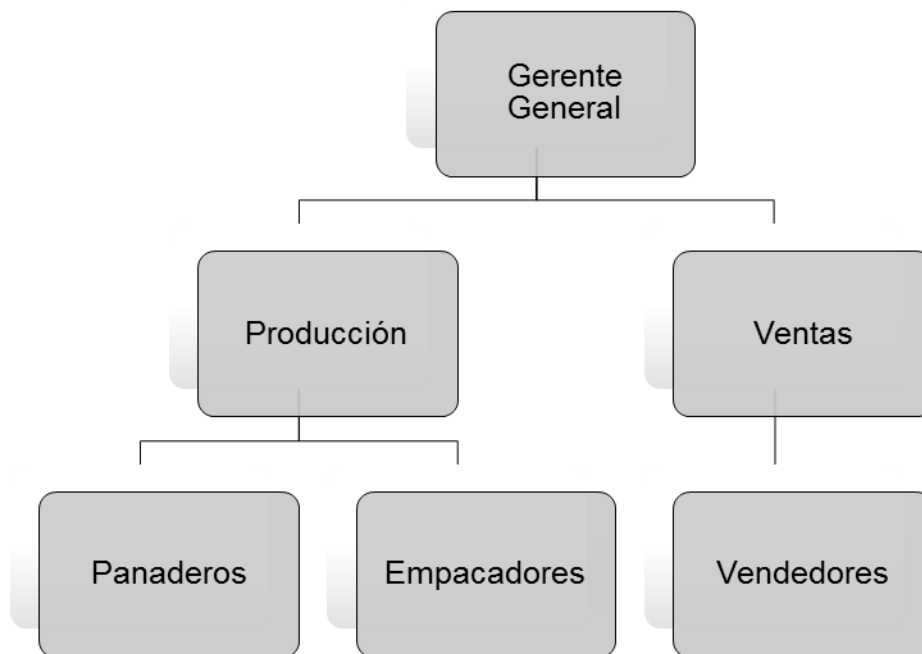 Gerente
General
Producción
Ventas
Panaderos
Empacadores
Vendedores